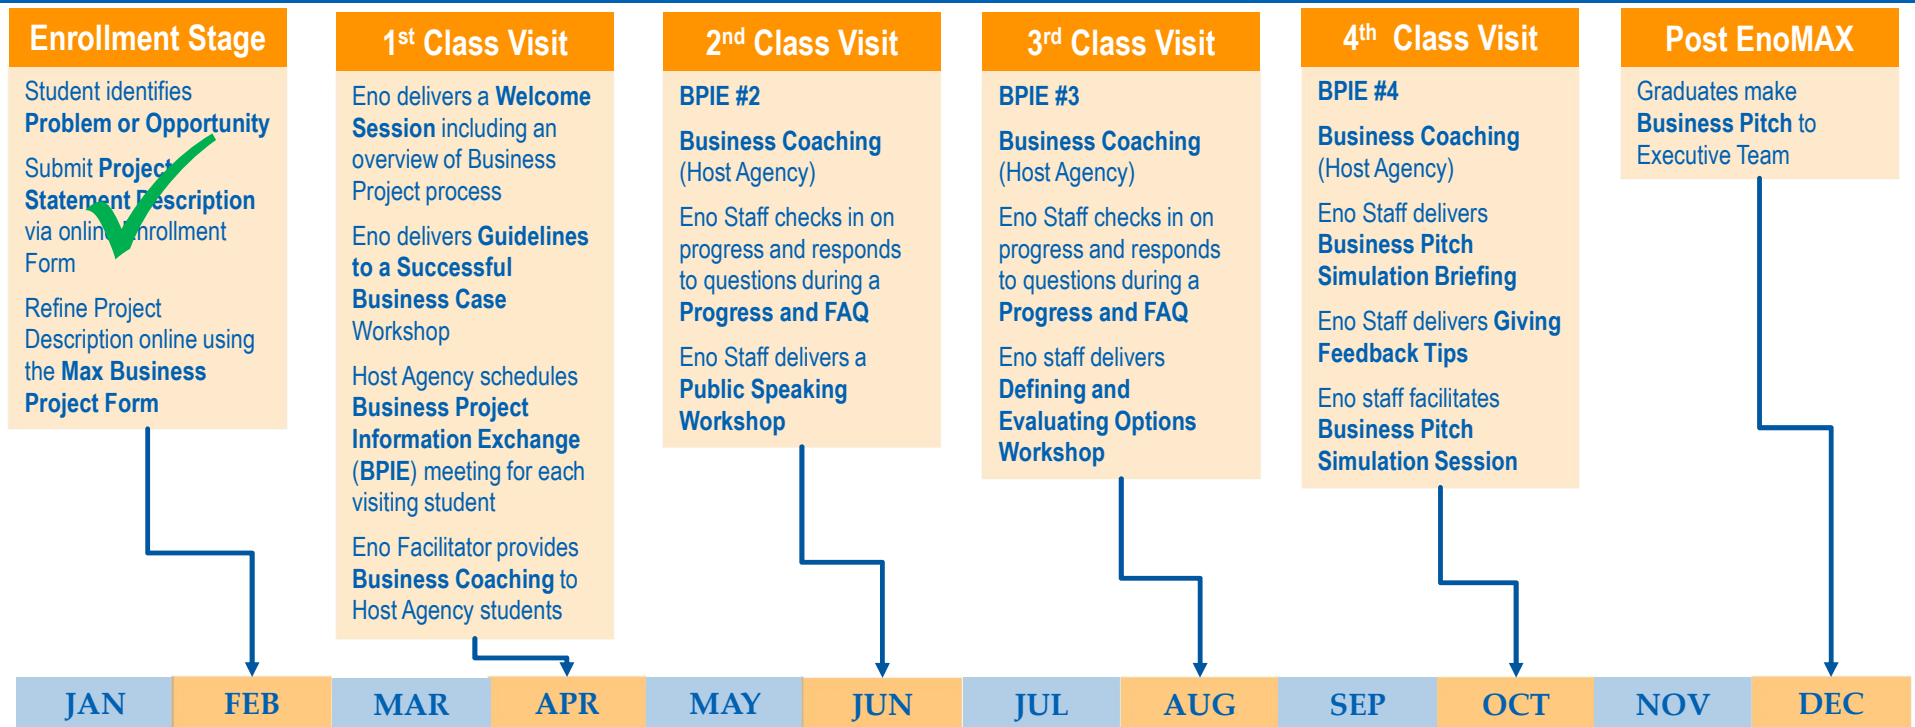 Enrollment Stage
Student identifies
Problem or Opportunity
Submit Project
Statement Description
via online Enrollment
Form
Refine Project
Description online using
the Max Business
Project Form
1st Class Visit
Eno delivers a Welcome
Session including an
overview of Business
Project process
Eno delivers Guidelines
to a Successful
Business Case
Workshop
Host Agency schedules
Business Project
Information Exchange
(BPIE) meeting for each
visiting student
Eno Facilitator provides
Business Coaching to
Host Agency students
2nd Class Visit
BPIE #2
Business Coaching
(Host Agency)
Eno Staff checks in on
progress and responds
to questions during a
Progress and FAQ
Eno Staff delivers a
Public Speaking
Workshop
3rd Class Visit
BPIE #3
Business Coaching
(Host Agency)
Eno Staff checks in on
progress and responds
to questions during a
Progress and FAQ
Eno staff delivers
Defining and
Evaluating Options
Workshop
4th Class Visit
BPIE #4
Business Coaching
(Host Agency)
Eno Staff delivers
Business Pitch
Simulation Briefing
Eno Staff delivers Giving
Feedback Tips
Eno staff facilitates
Business Pitch
Simulation Session
Post EnoMAX
Graduates make
Business Pitch to
Executive Team
JAN FEB MAR APR MAY JUN JUL AUG SEP OCT NOV DEC